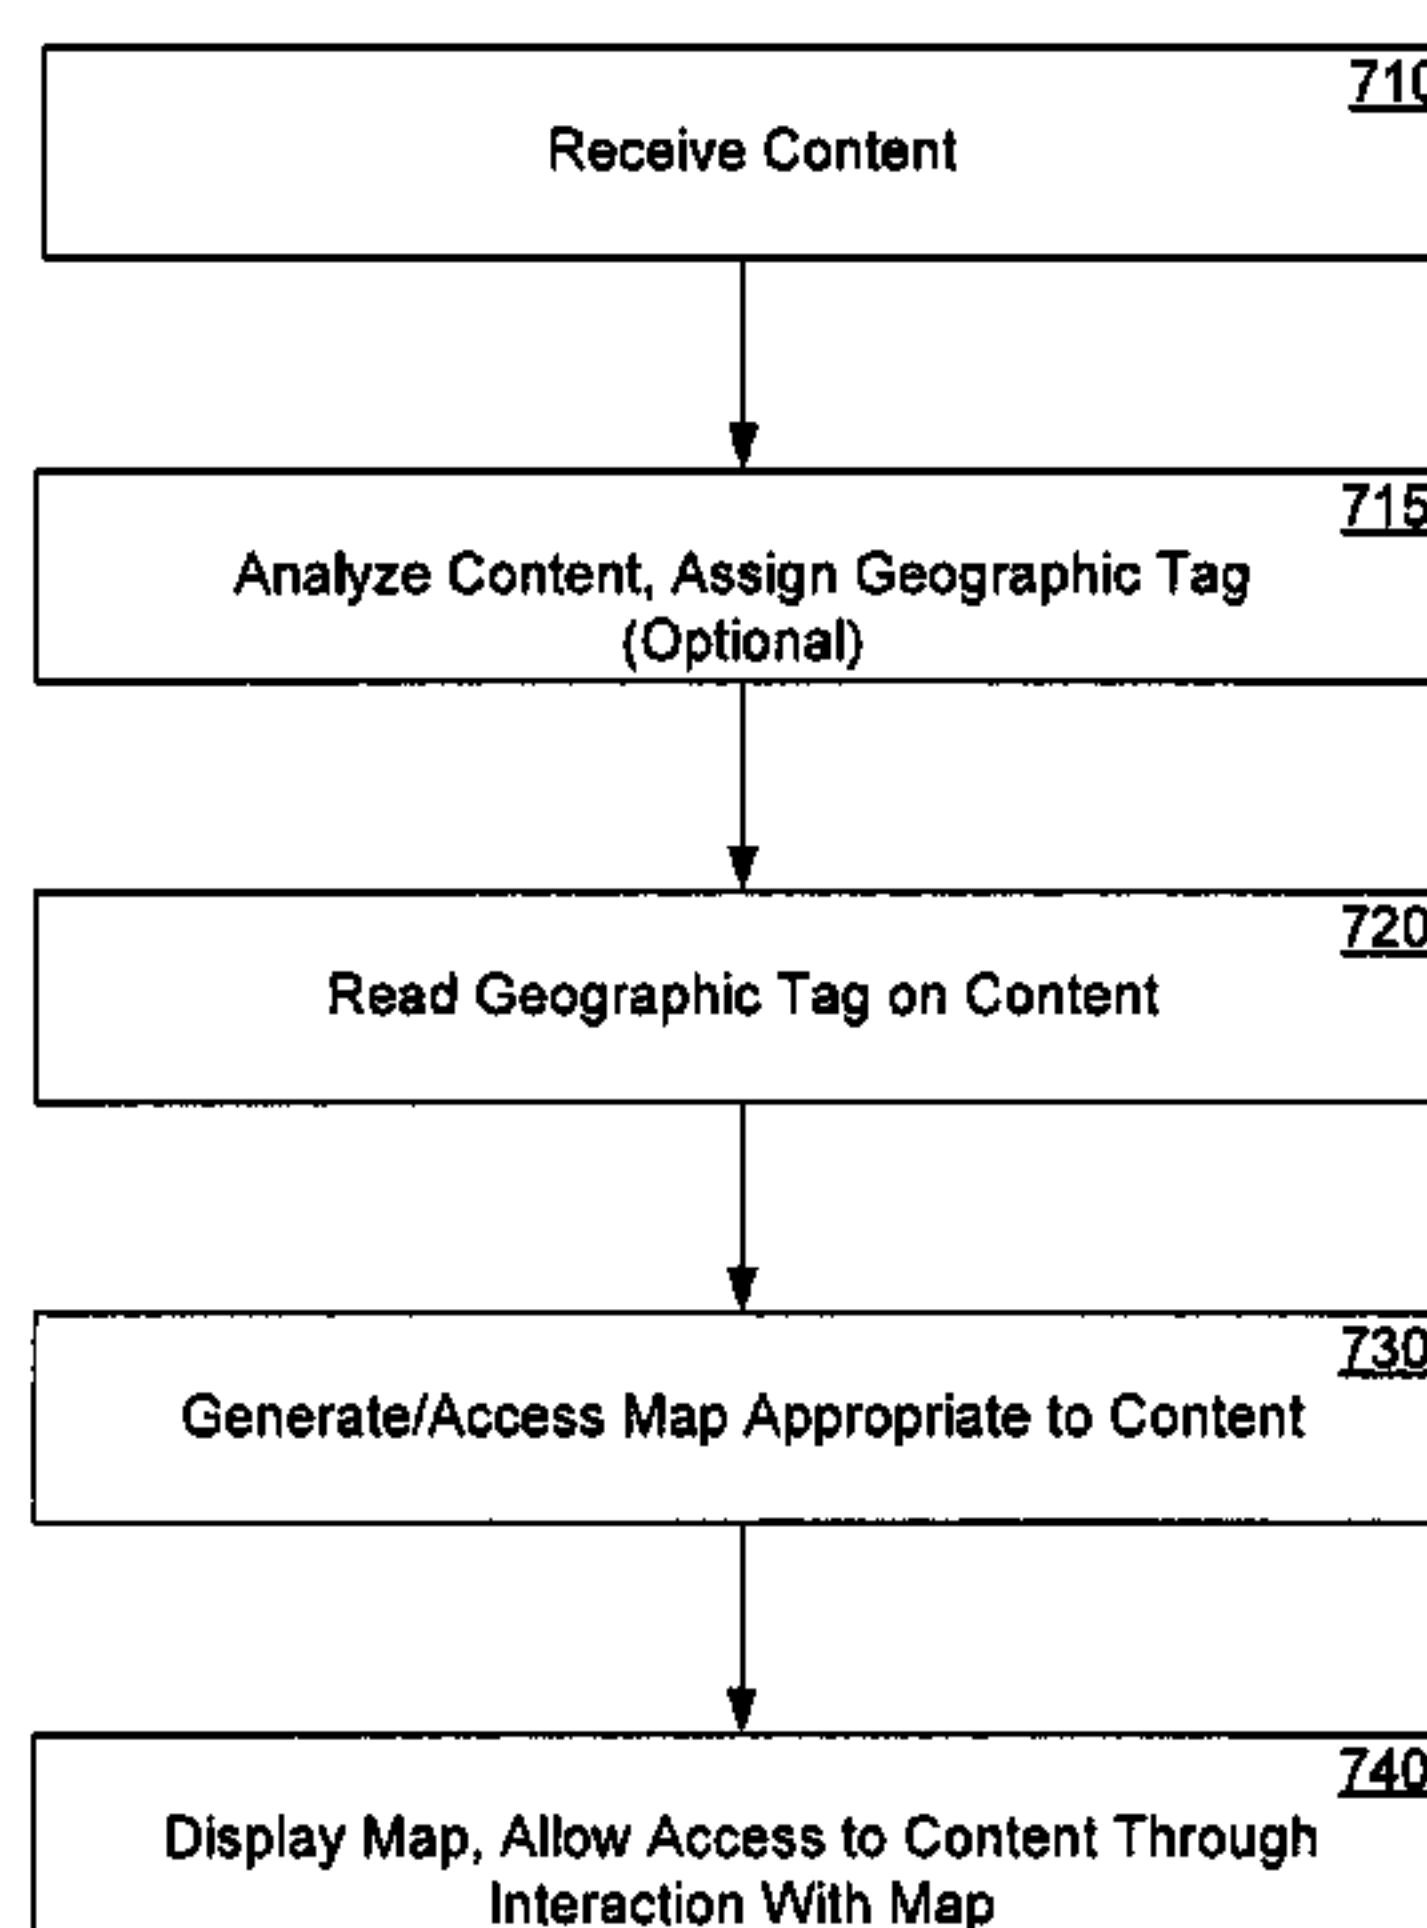 710
Receive Content
715
Analyze Content, Assign Geographic Tag
(Optional)
720
Read Geographic Tag on Content
730
Generate/Access Map Appropriate to Content
740
Display Map, Allow Access to Content Through
Interaction With Map